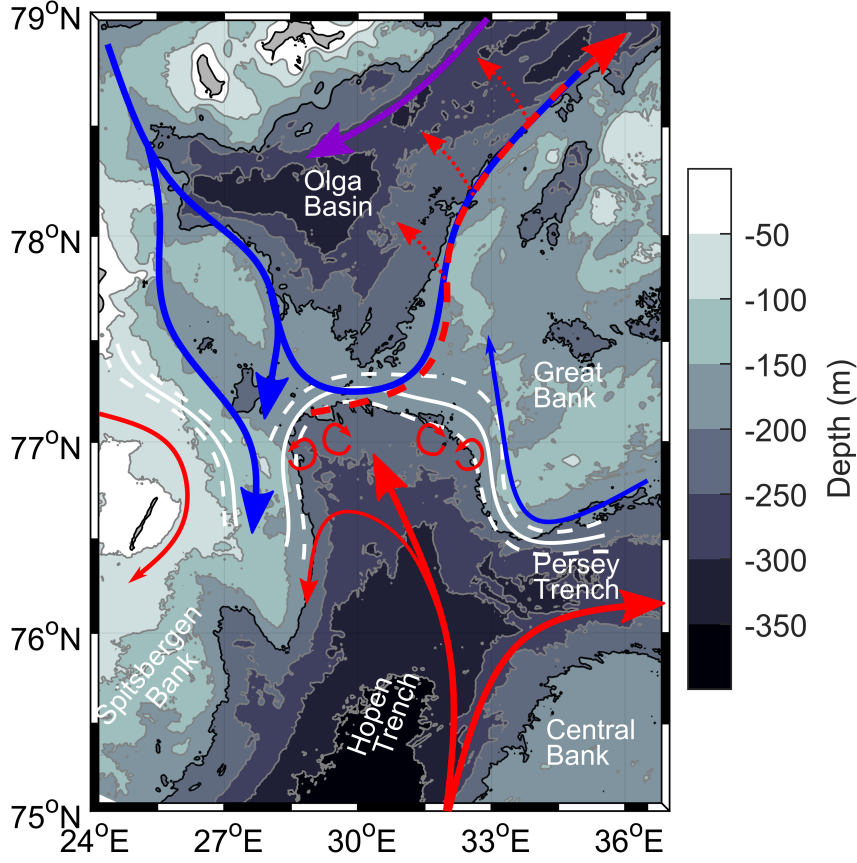 79°N
78°N
77°N
76°N
75°N
24°E
27°E
30°E
33°E
36°E
Olga
Basin
Great
Bank
Persey
Trench
Spitsbergen
Bank
Hopen
Trench
Central
Bank
-50
-100
-150
-200
-250
-300
-350
Depth (m)